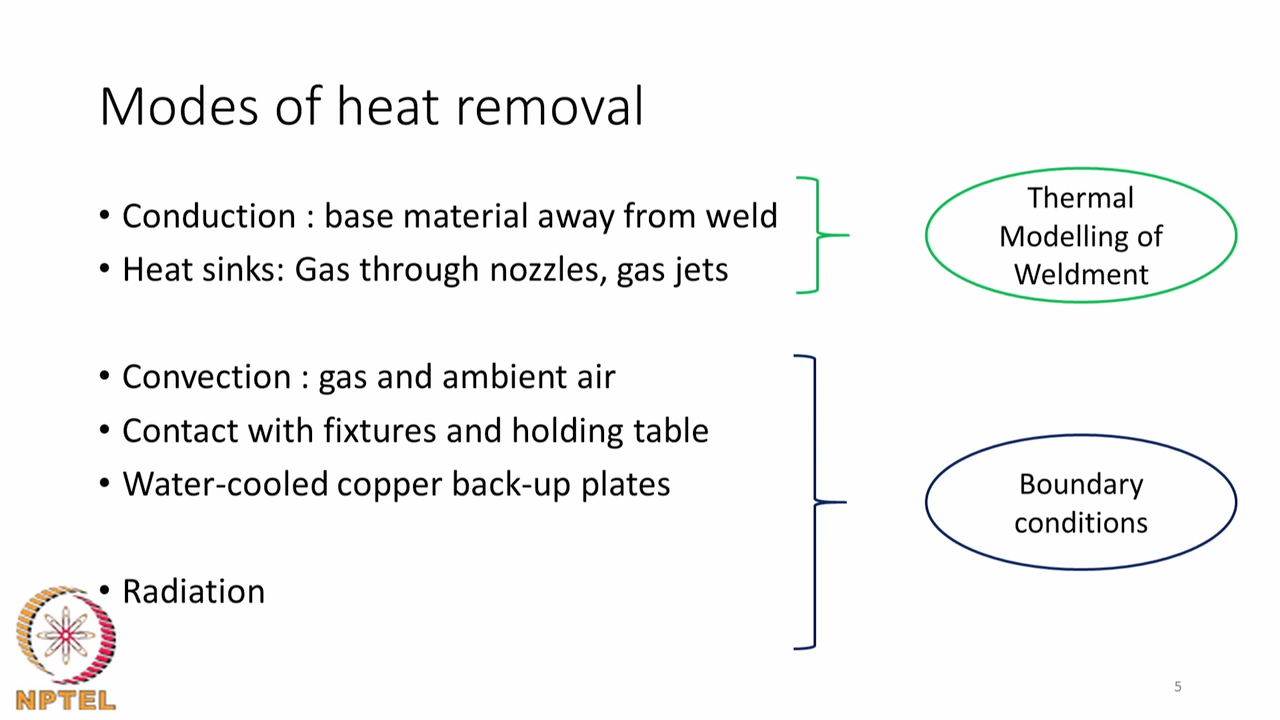 Modes of heat removal
• Conduction : base material away from weld
• Heat sinks: Gas through nozzles, gas jets
Thermal
Modelling of
Weldment
• Convection : gas and ambient air
• Contact with fixtures and holding table
• Water-cooled copper back-up plates
• Radiation
Boundary
conditions
NPTEL
5